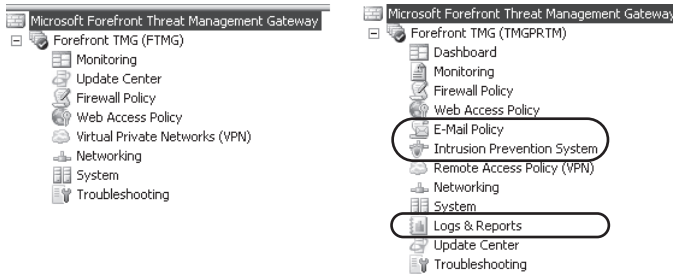 Microsoft Forefront Threat Management Gateway
Forefront TMG (FTMG)
Monitoring
Update Center
Firewall Policy
Web Access Policy
Virtual Private Networks (VPN)
Networking
System
Troubleshooting
Microsoft Forefront Threat Management Gateway
Forefront TMG (TMGPRTM)
Dashboard
Monitoring
Firewall Policy
Web Access Policy
E-Mail Policy
Intrusion Prevention System
Remote Access Policy (VPN)
Networking
System
Logs & Reports
Update Center
Troubleshooting